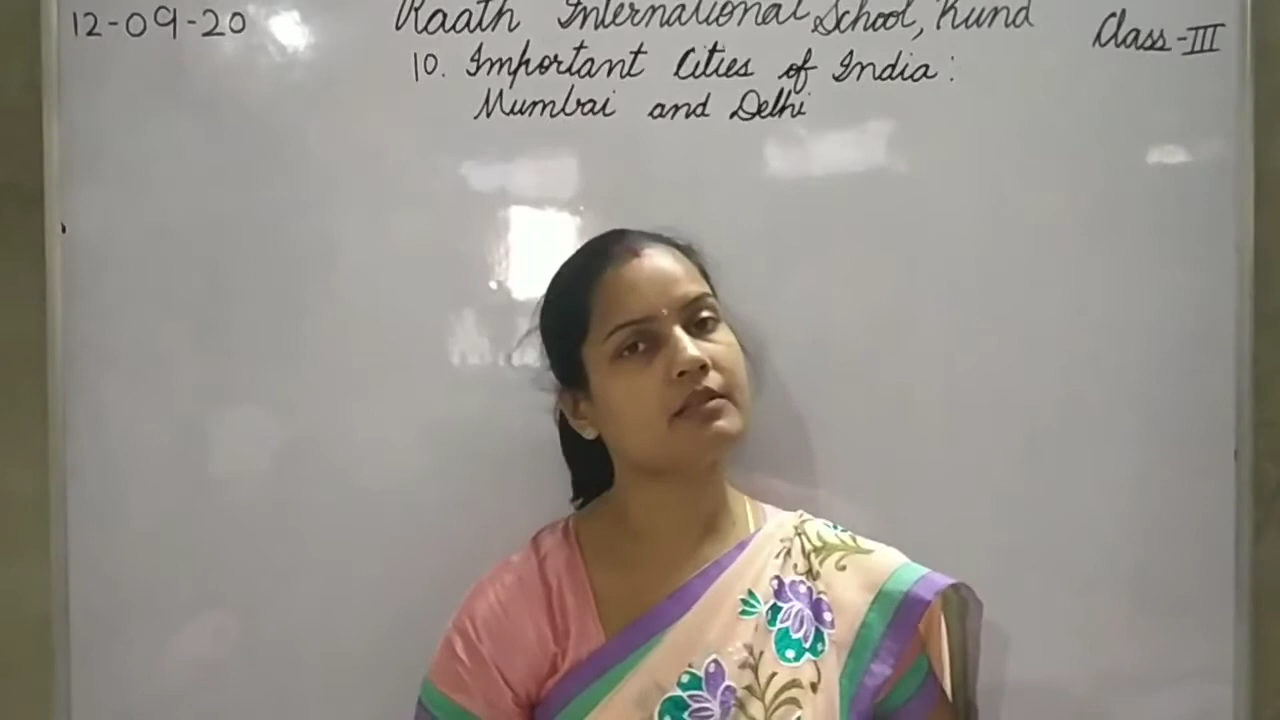 12-09-20 Raath International School, Kund Class-III
10. Important Cities of India:
Mumbai and Delhi